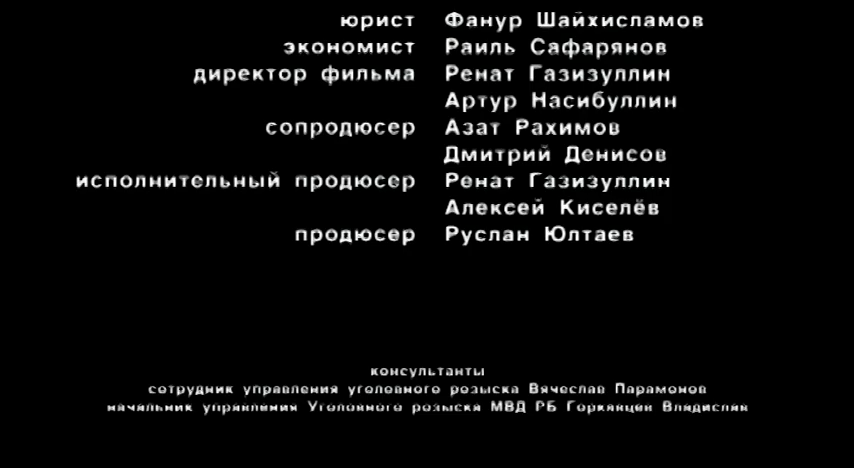 юрист Фанур Шайхисламов
экономист Раиль Сафарянов
директор фильма Ренат Газизуллин
Артур Насибуллин
сопродюсер Азат Рахимов
Дмитрий Денисов
исполнительный продюсер Ренат Газизуллин
Алексей Киселёв
продюсер Руслан Юлтаев
консультанты
сотрудник управления уголовного розыска Вячеслав Парамонов
начальник управления Уголовного розыска МВД РБ Владислав